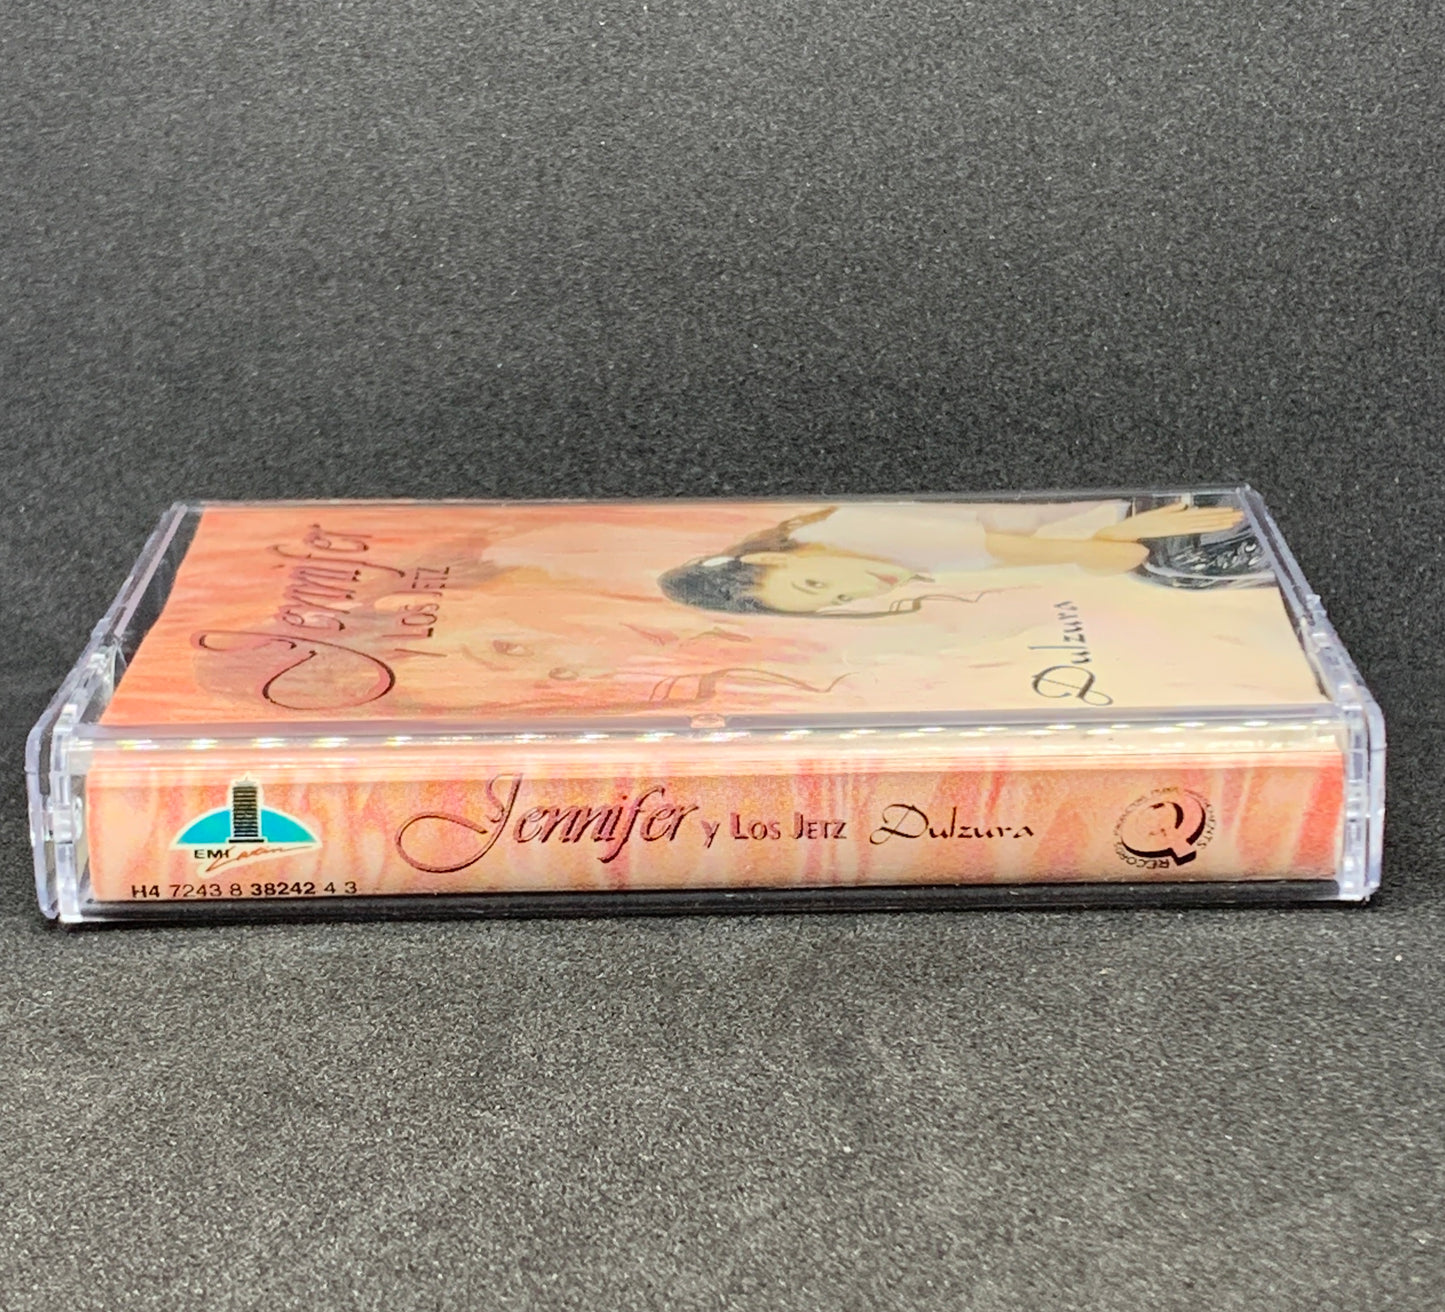 Jennifer
y Los Jetz
Dulzura
EMI Latin
Jennifer y Los Jetz Dulzura
Q
RECORDS
H4 7243 8 38242 4 3